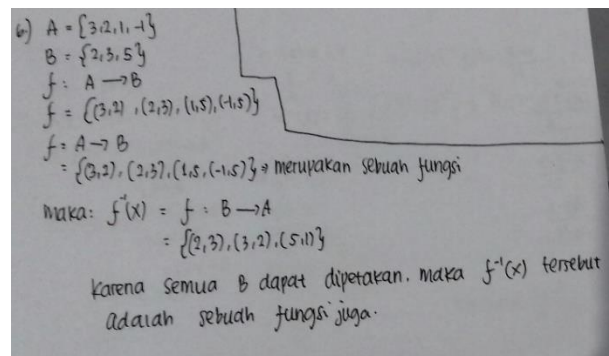 6.) A = {3,2,1,-1}
B = {2,3,5}
f : A → B
f = {(3,2), (2,3), (1,5), (-1,5)}
f = A → B
= {(3,2), (2,3), (1,5, (-1,5)} → merupakan sebuah fungsi
maka: f⁻¹(x) = f : B → A
= {(2,3), (3,2), (5,1)}
karena semua B dapat dipetakan. maka f⁻¹(x) tersebut
adalah sebuah fungsi juga.